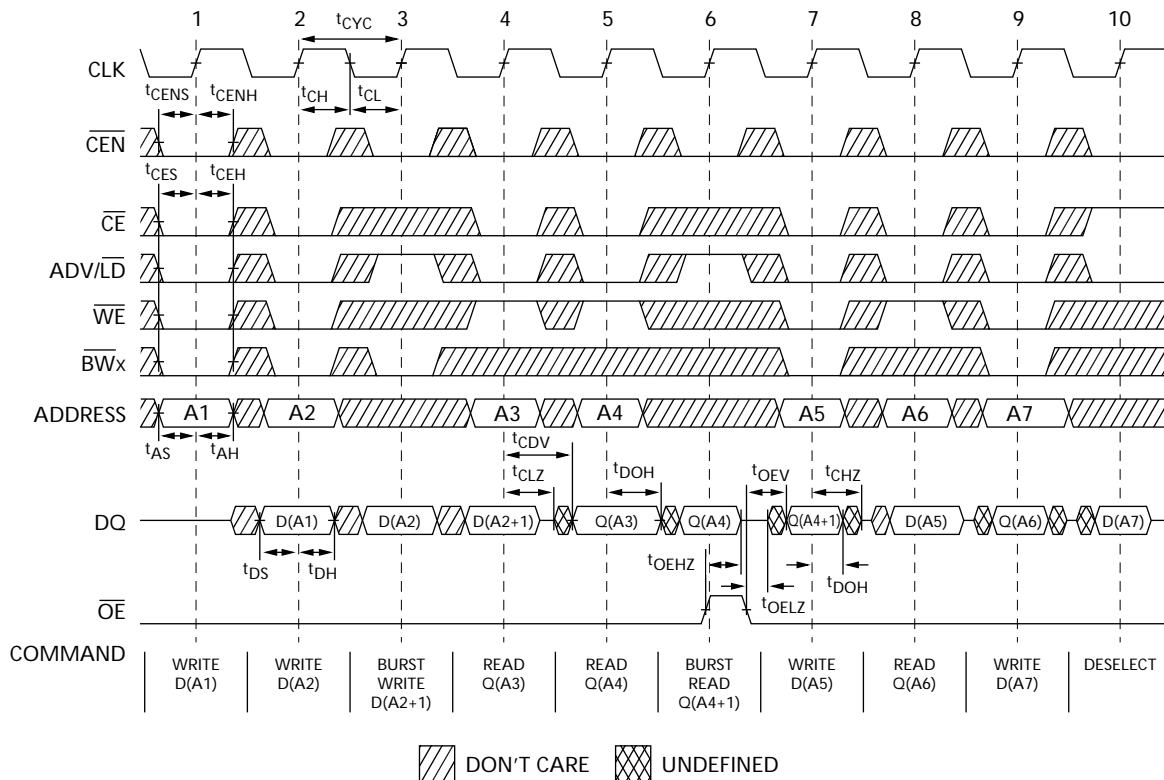 1 2 3 4 5 6 7 8 9 10
tCYC
CLK
tCENS tCENH tCH tCL
CEN
tCES tCEH
CE
ADV/LD
WE
BWx
ADDRESS A1 A2 A3 A4 A5 A6 A7
tAS tAH tCDV
tCLZ tDOH tOEV tCHZ
DQ D(A1) D(A2) D(A2+1) Q(A3) Q(A4) Q(A4+1) D(A5) Q(A6) D(A7)
tDS tDH tOEHZ tDOH
tOELZ
OE
COMMAND
WRITE D(A1)
WRITE D(A2)
BURST WRITE D(A2+1)
READ Q(A3)
READ Q(A4)
BURST READ Q(A4+1)
WRITE D(A5)
READ Q(A6)
WRITE D(A7)
DESELECT
DON'T CARE UNDEFINED